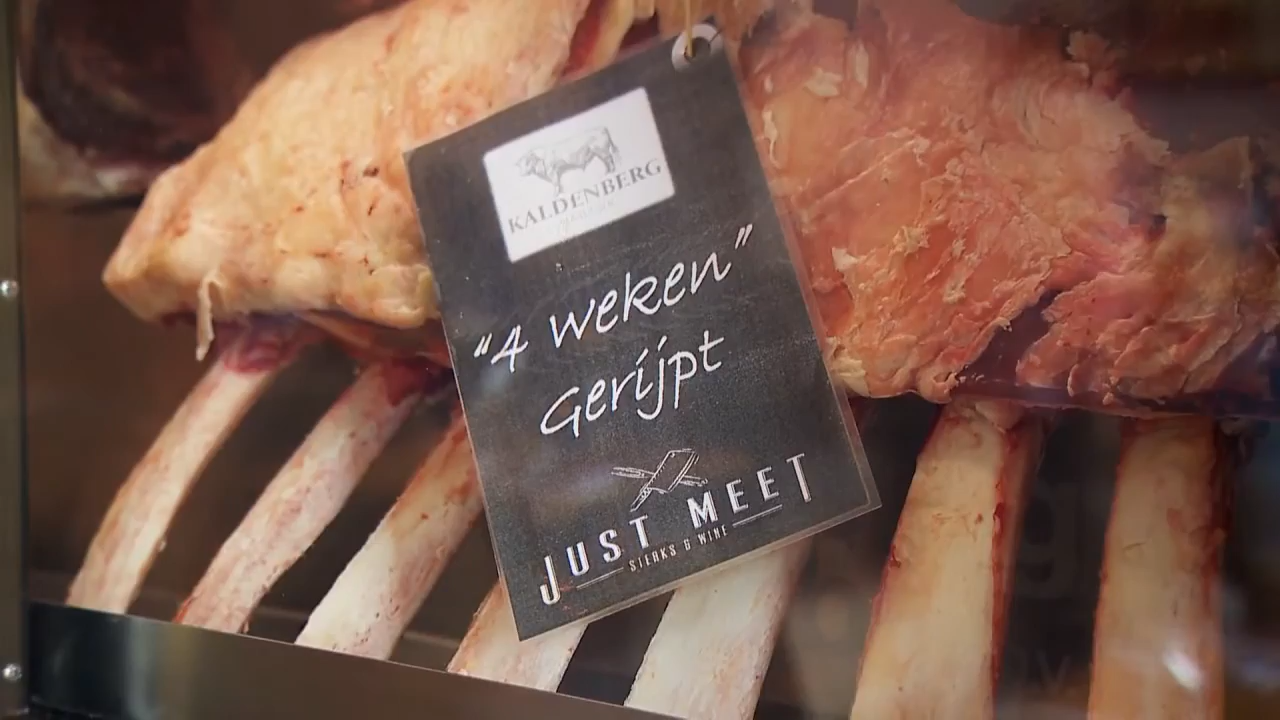 KALDENBERG
"4 weken"
Gerijpt
JUST MEET
STEAKS & WINE